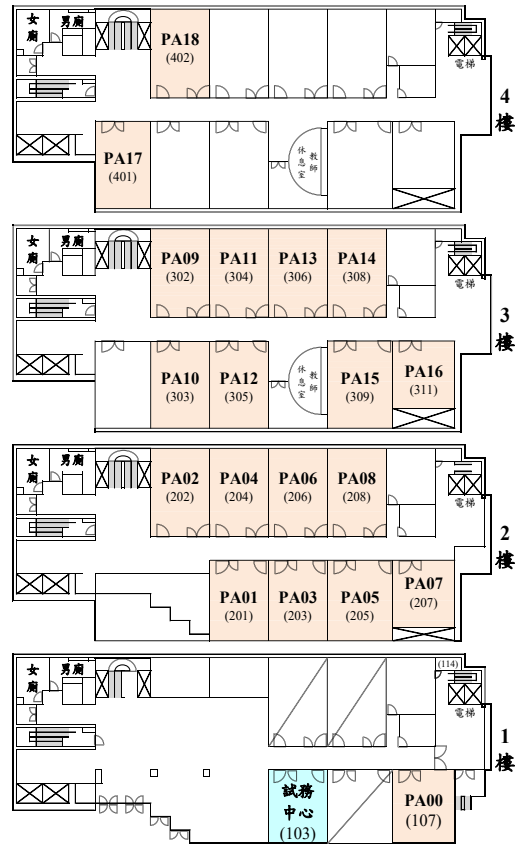 女廁
男廁
PA18
(402)
電梯
4樓
PA17
(401)
教師
休息室
女廁
男廁
PA09
(302)
PA11
(304)
PA13
(306)
PA14
(308)
電梯
3樓
PA10
(303)
PA12
(305)
教師
休息室
PA15
(309)
PA16
(311)
女廁
男廁
PA02
(202)
PA04
(204)
PA06
(206)
PA08
(208)
電梯
2樓
PA01
(201)
PA03
(203)
PA05
(205)
PA07
(207)
女廁
男廁
(114)
電梯
1樓
試務
中心
(103)
PA00
(107)